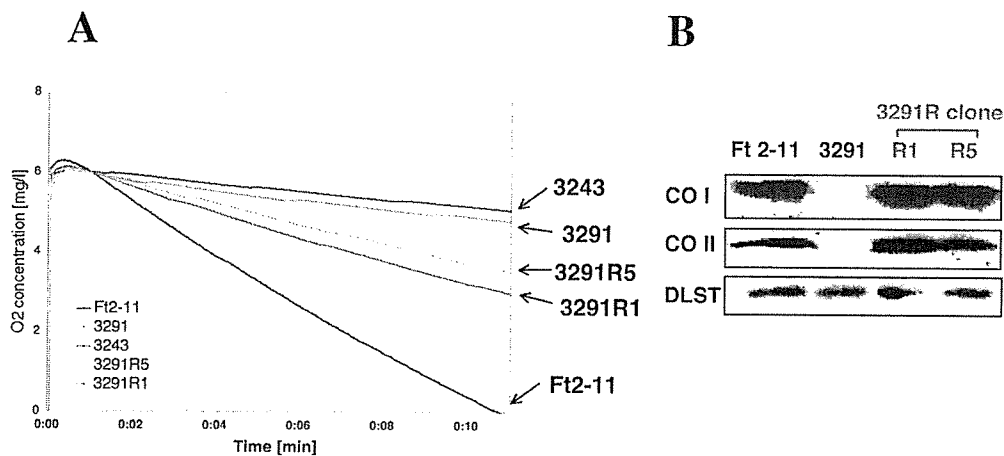 A
O2 concentration [mg/l]
8
6
4
2
0
0:00
0:02
0:04
0:06
0:08
0:10
Time [min]
Ft2-11
3291
3243
3291R5
3291R1
3243
3291
3291R5
3291R1
Ft2-11
B
3291R clone
Ft 2-11 3291 R1 R5
CO I
CO II
DLST